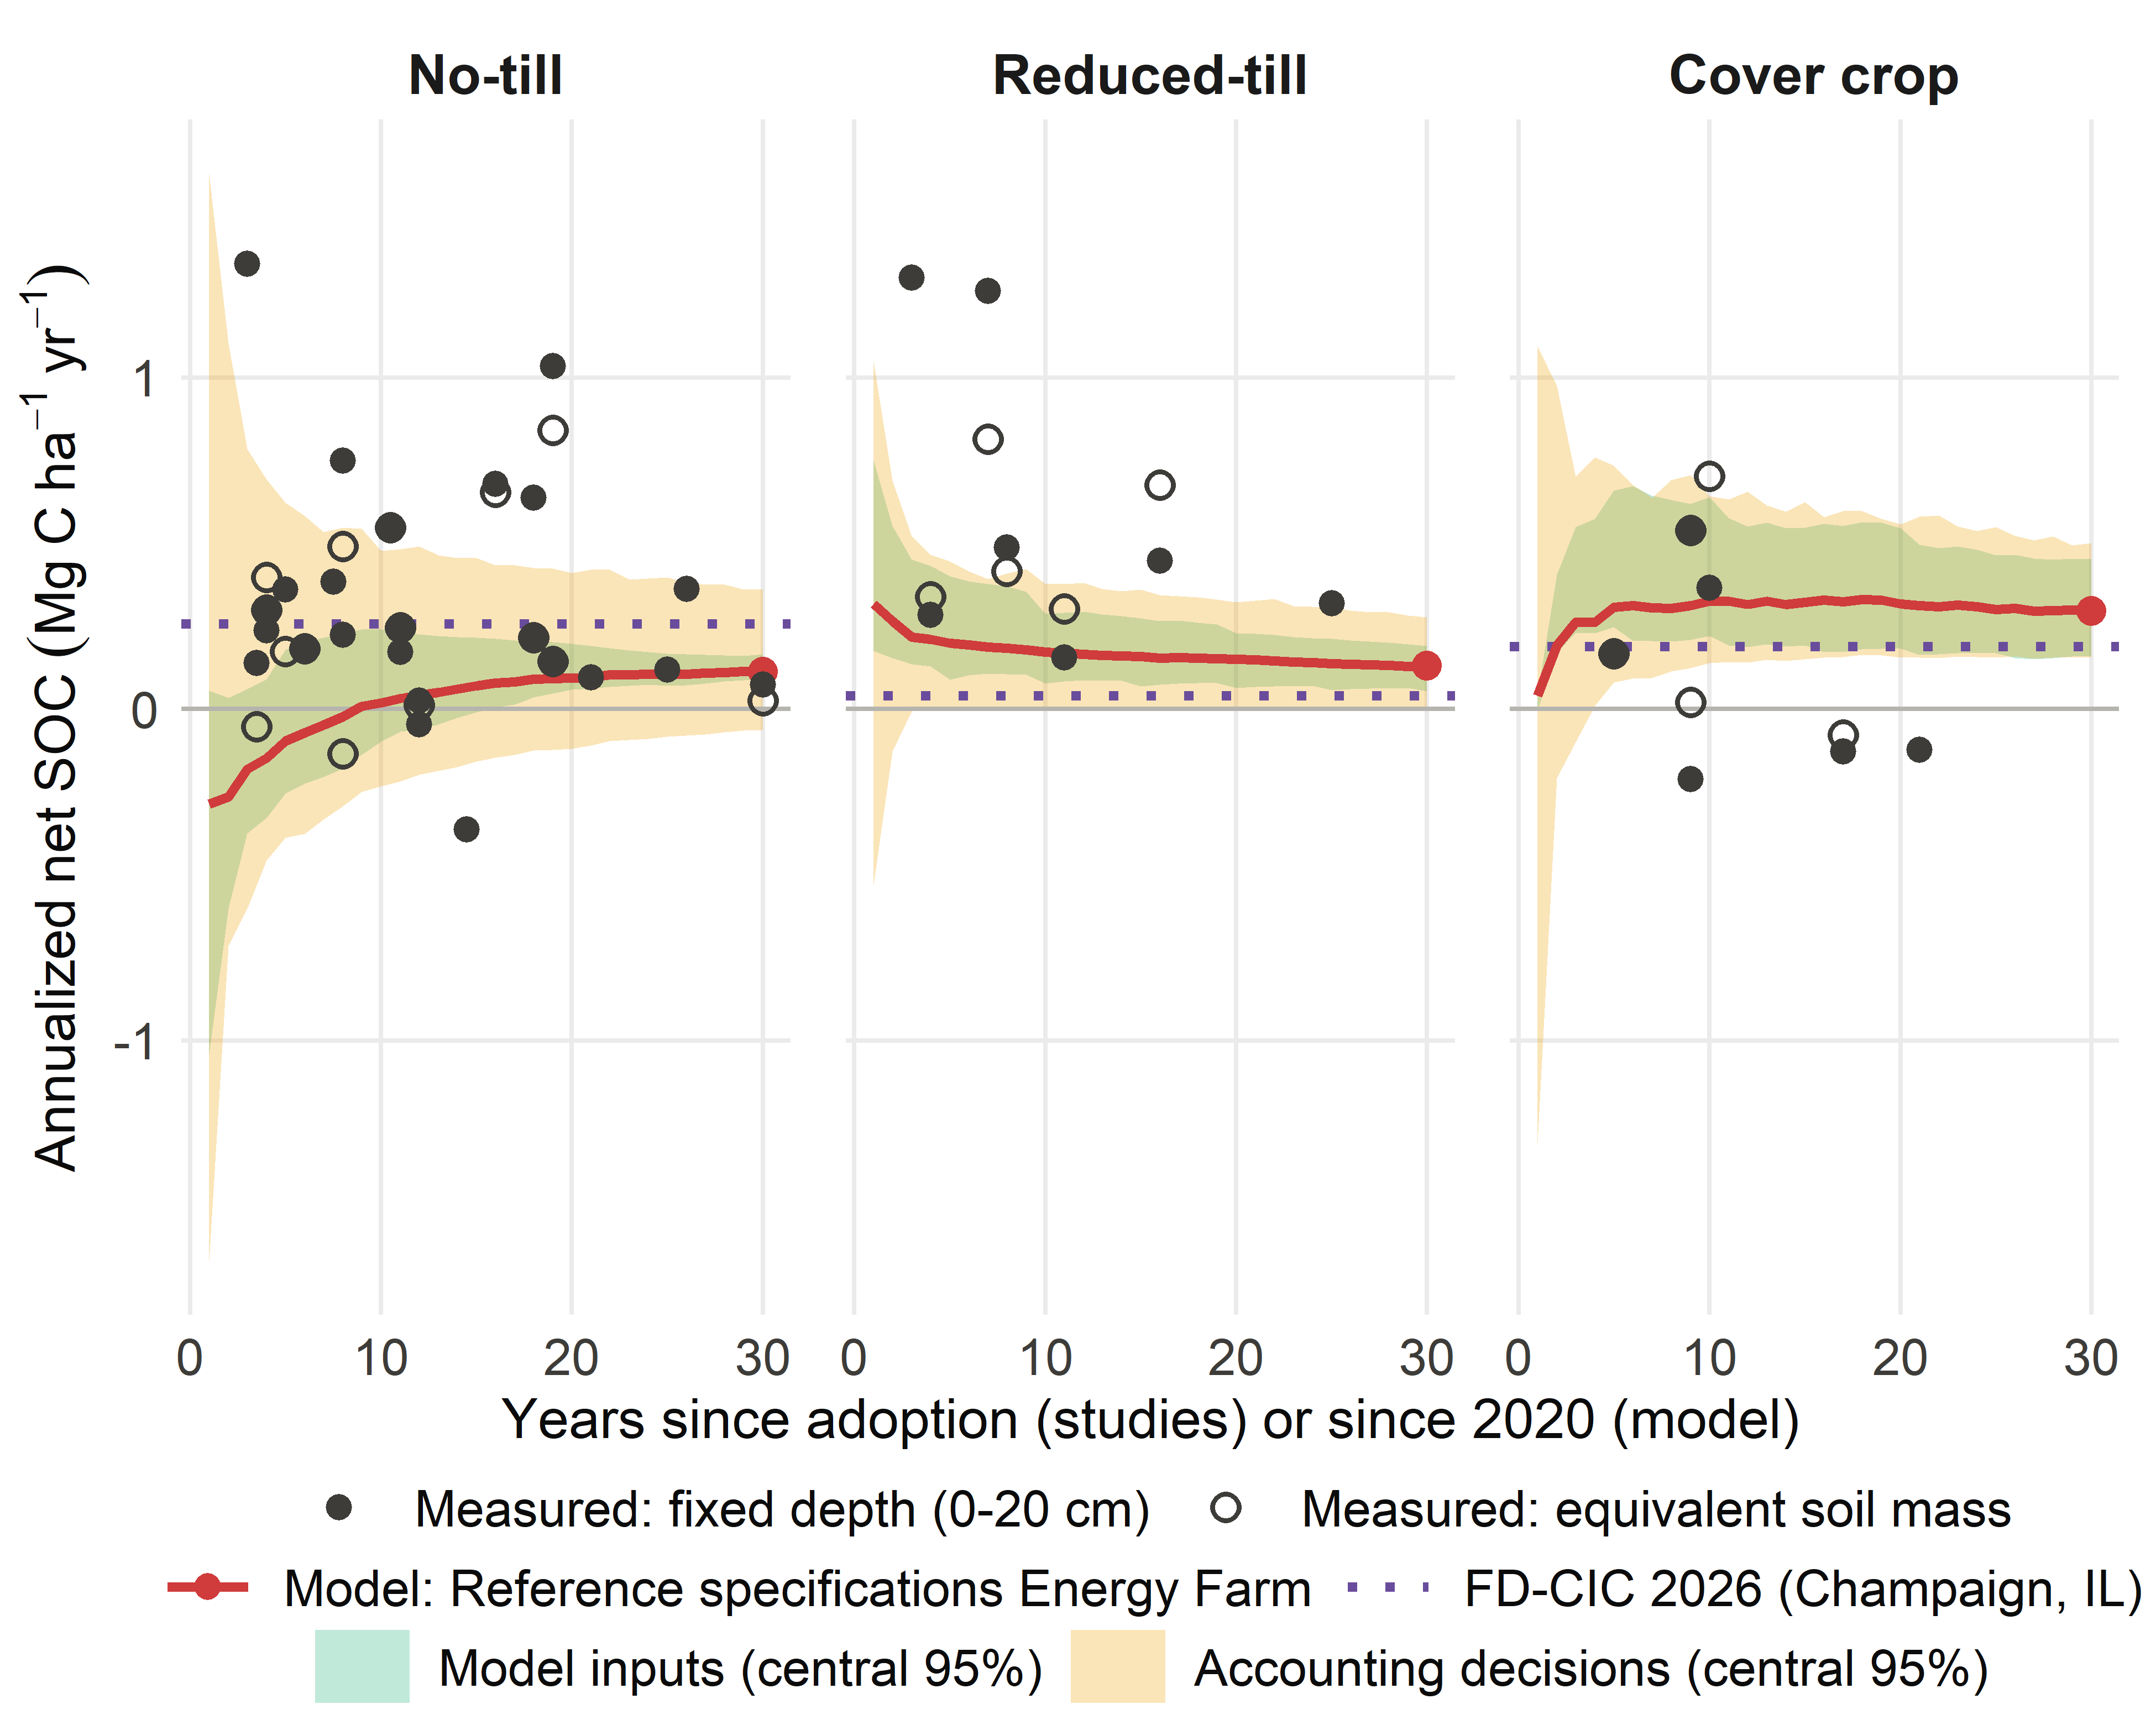 No-till
Reduced-till
Cover crop
Annualized net SOC (Mg C ha⁻¹ yr⁻¹)
1
0
-1
0 10 20 30
0 10 20 30
0 10 20 30
Years since adoption (studies) or since 2020 (model)
Measured: fixed depth (0-20 cm)
Measured: equivalent soil mass
Model: Reference specifications Energy Farm
FD-CIC 2026 (Champaign, IL)
Model inputs (central 95%)
Accounting decisions (central 95%)